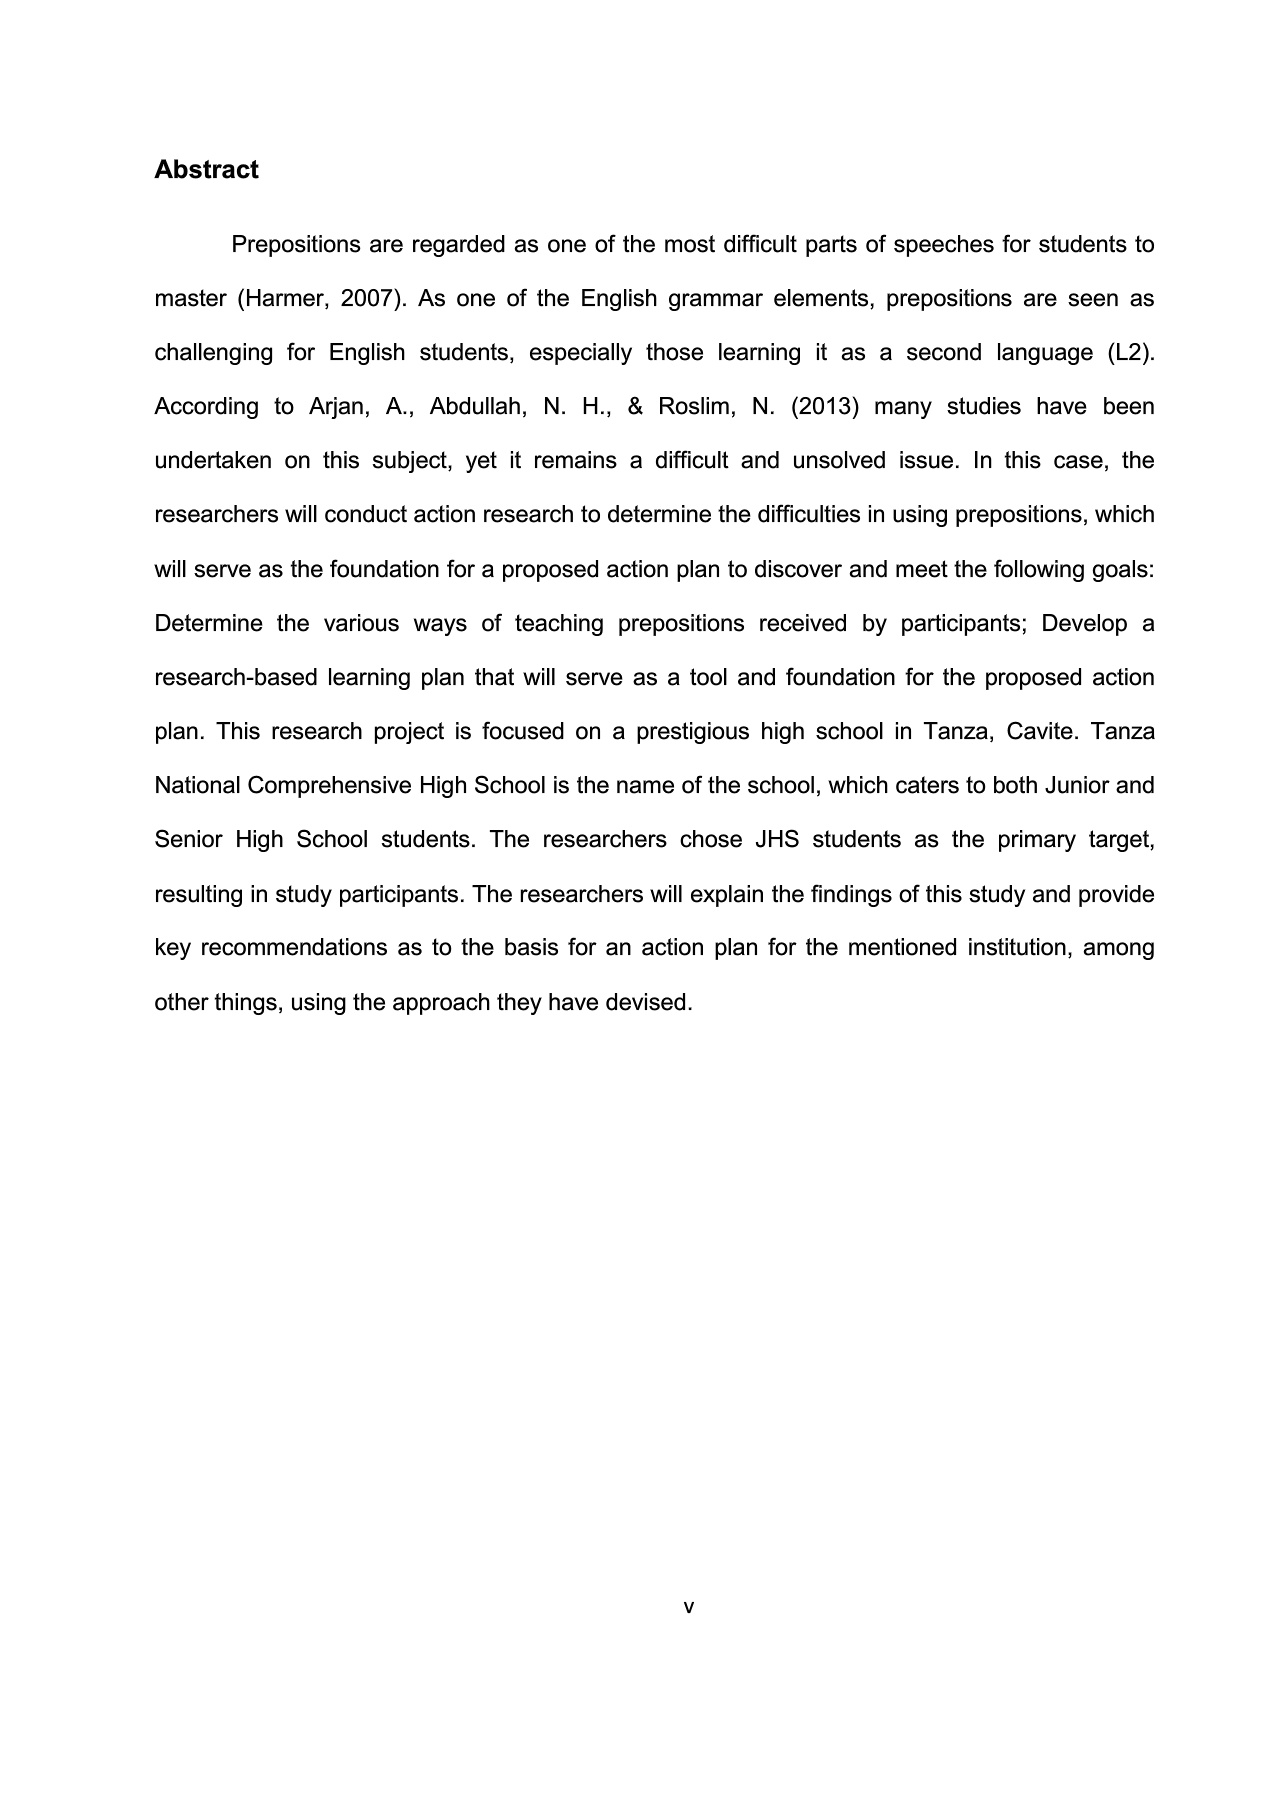 Abstract
Prepositions are regarded as one of the most difficult parts of speeches for students to
master (Harmer, 2007). As one of the English grammar elements, prepositions are seen as
challenging for English students, especially those learning it as a second language (L2).
According to Arjan, A., Abdullah, N. H., & Roslim, N. (2013) many studies have been
undertaken on this subject, yet it remains a difficult and unsolved issue. In this case, the
researchers will conduct action research to determine the difficulties in using prepositions, which
will serve as the foundation for a proposed action plan to discover and meet the following goals:
Determine the various ways of teaching prepositions received by participants; Develop a
research-based learning plan that will serve as a tool and foundation for the proposed action
plan. This research project is focused on a prestigious high school in Tanza, Cavite. Tanza
National Comprehensive High School is the name of the school, which caters to both Junior and
Senior High School students. The researchers chose JHS students as the primary target,
resulting in study participants. The researchers will explain the findings of this study and provide
key recommendations as to the basis for an action plan for the mentioned institution, among
other things, using the approach they have devised.
v